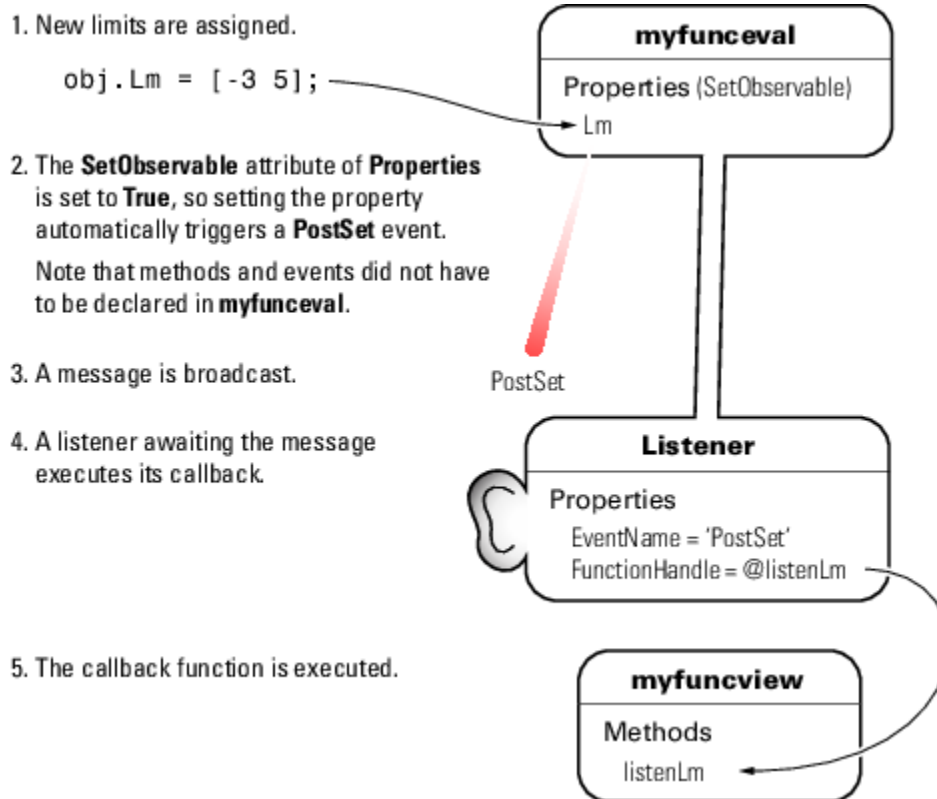 1. New limits are assigned.
obj.Lm = [-3 5];
2. The SetObservable attribute of Properties
is set to True, so setting the property
automatically triggers a PostSet event.
Note that methods and events did not have
to be declared in myfunceval.
3. A message is broadcast.
4. A listener awaiting the message
executes its callback.
5. The callback function is executed.
myfunceval
Properties (SetObservable)
Lm
PostSet
Listener
Properties
EventName = 'PostSet'
FunctionHandle = @listenLm
myfuncview
Methods
listenLm